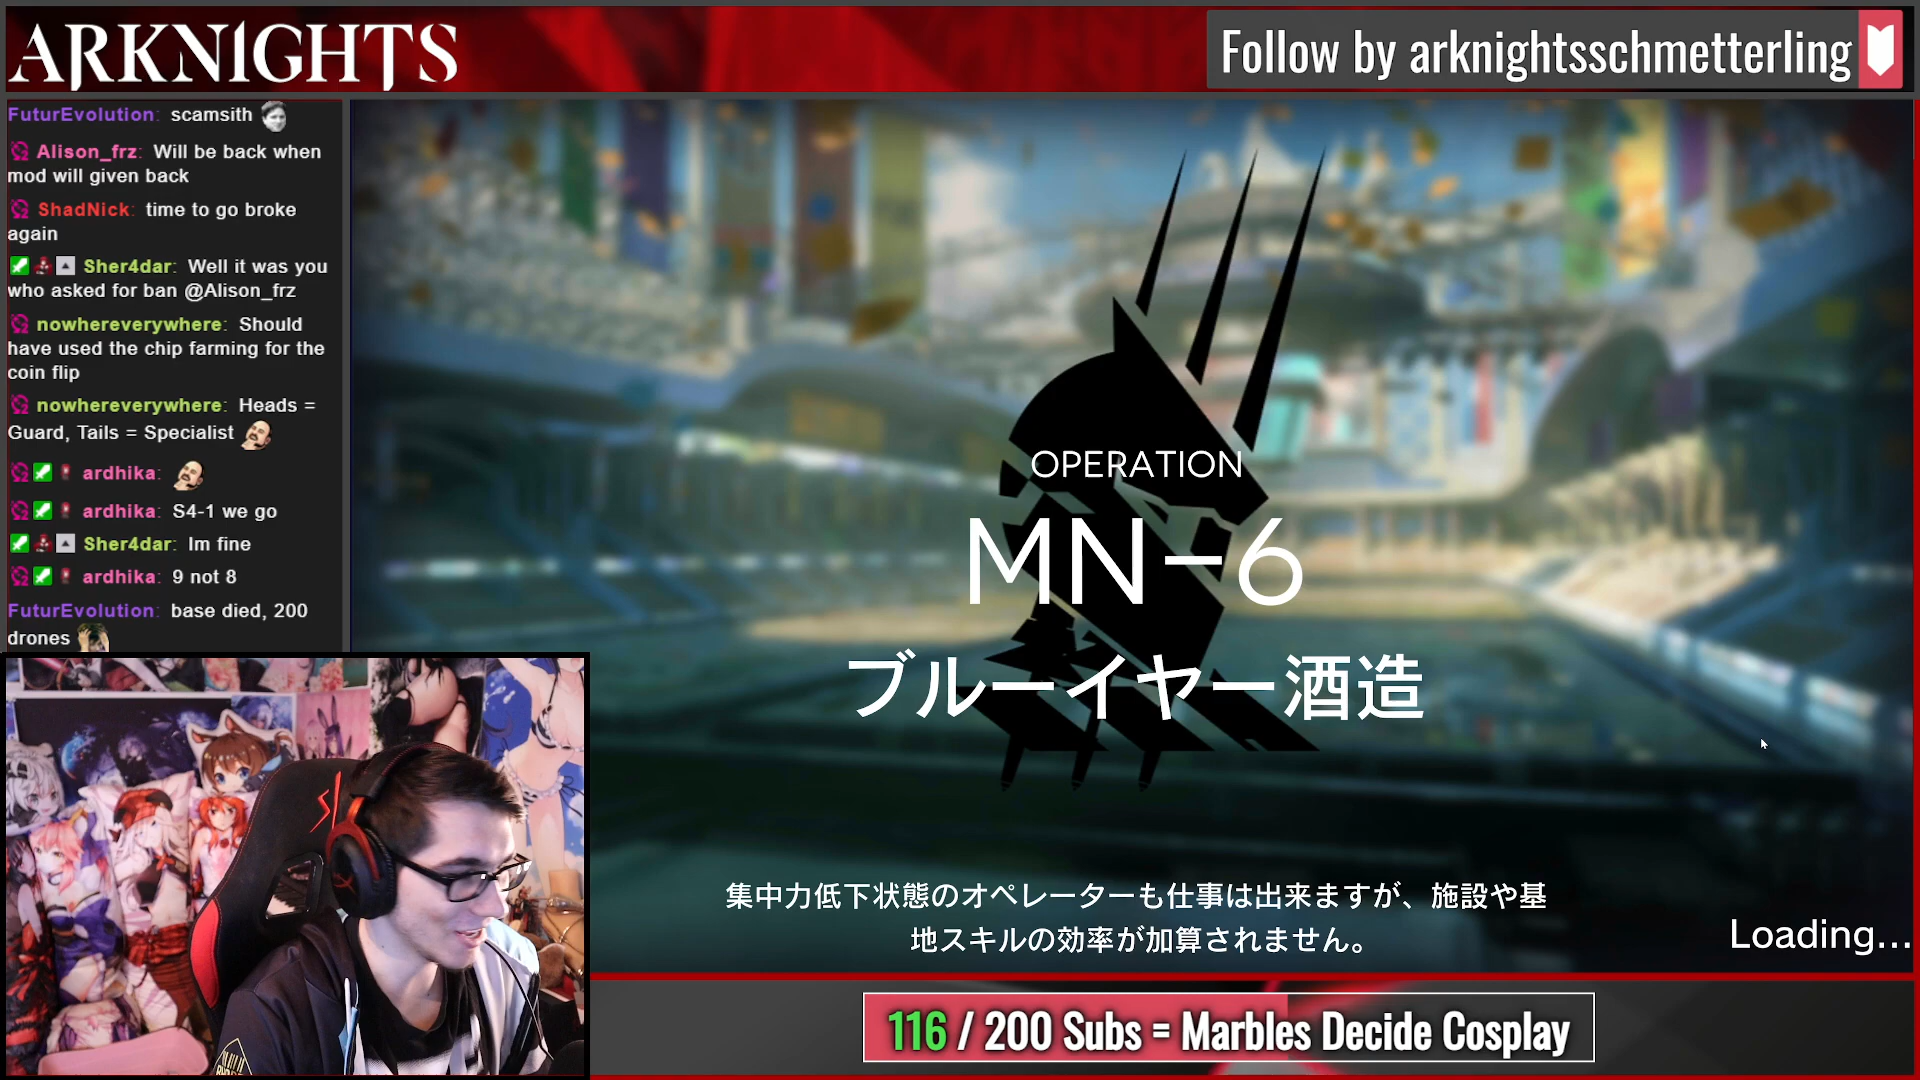 ARKNIGHTS
Follow by arknightsschmetterling
FuturEvolution: scamsith
Alison_frz: Will be back when
mod will given back
ShadNick: time to go broke
again
Sher4dar: Well it was you
who asked for ban @Alison_frz
nowhereverywhere: Should
have used the chip farming for the
coin flip
nowhereverywhere: Heads =
Guard, Tails = Specialist
ardhika:
ardhika: S4-1 we go
Sher4dar: Im fine
ardhika: 9 not 8
FuturEvolution: base died, 200
drones
OPERATION
MN-6
ブルーイヤー酒造
集中力低下状態のオペレーターも仕事は出来ますが、施設や基
地スキルの効率が加算されません。
Loading...
116 / 200 Subs = Marbles Decide Cosplay